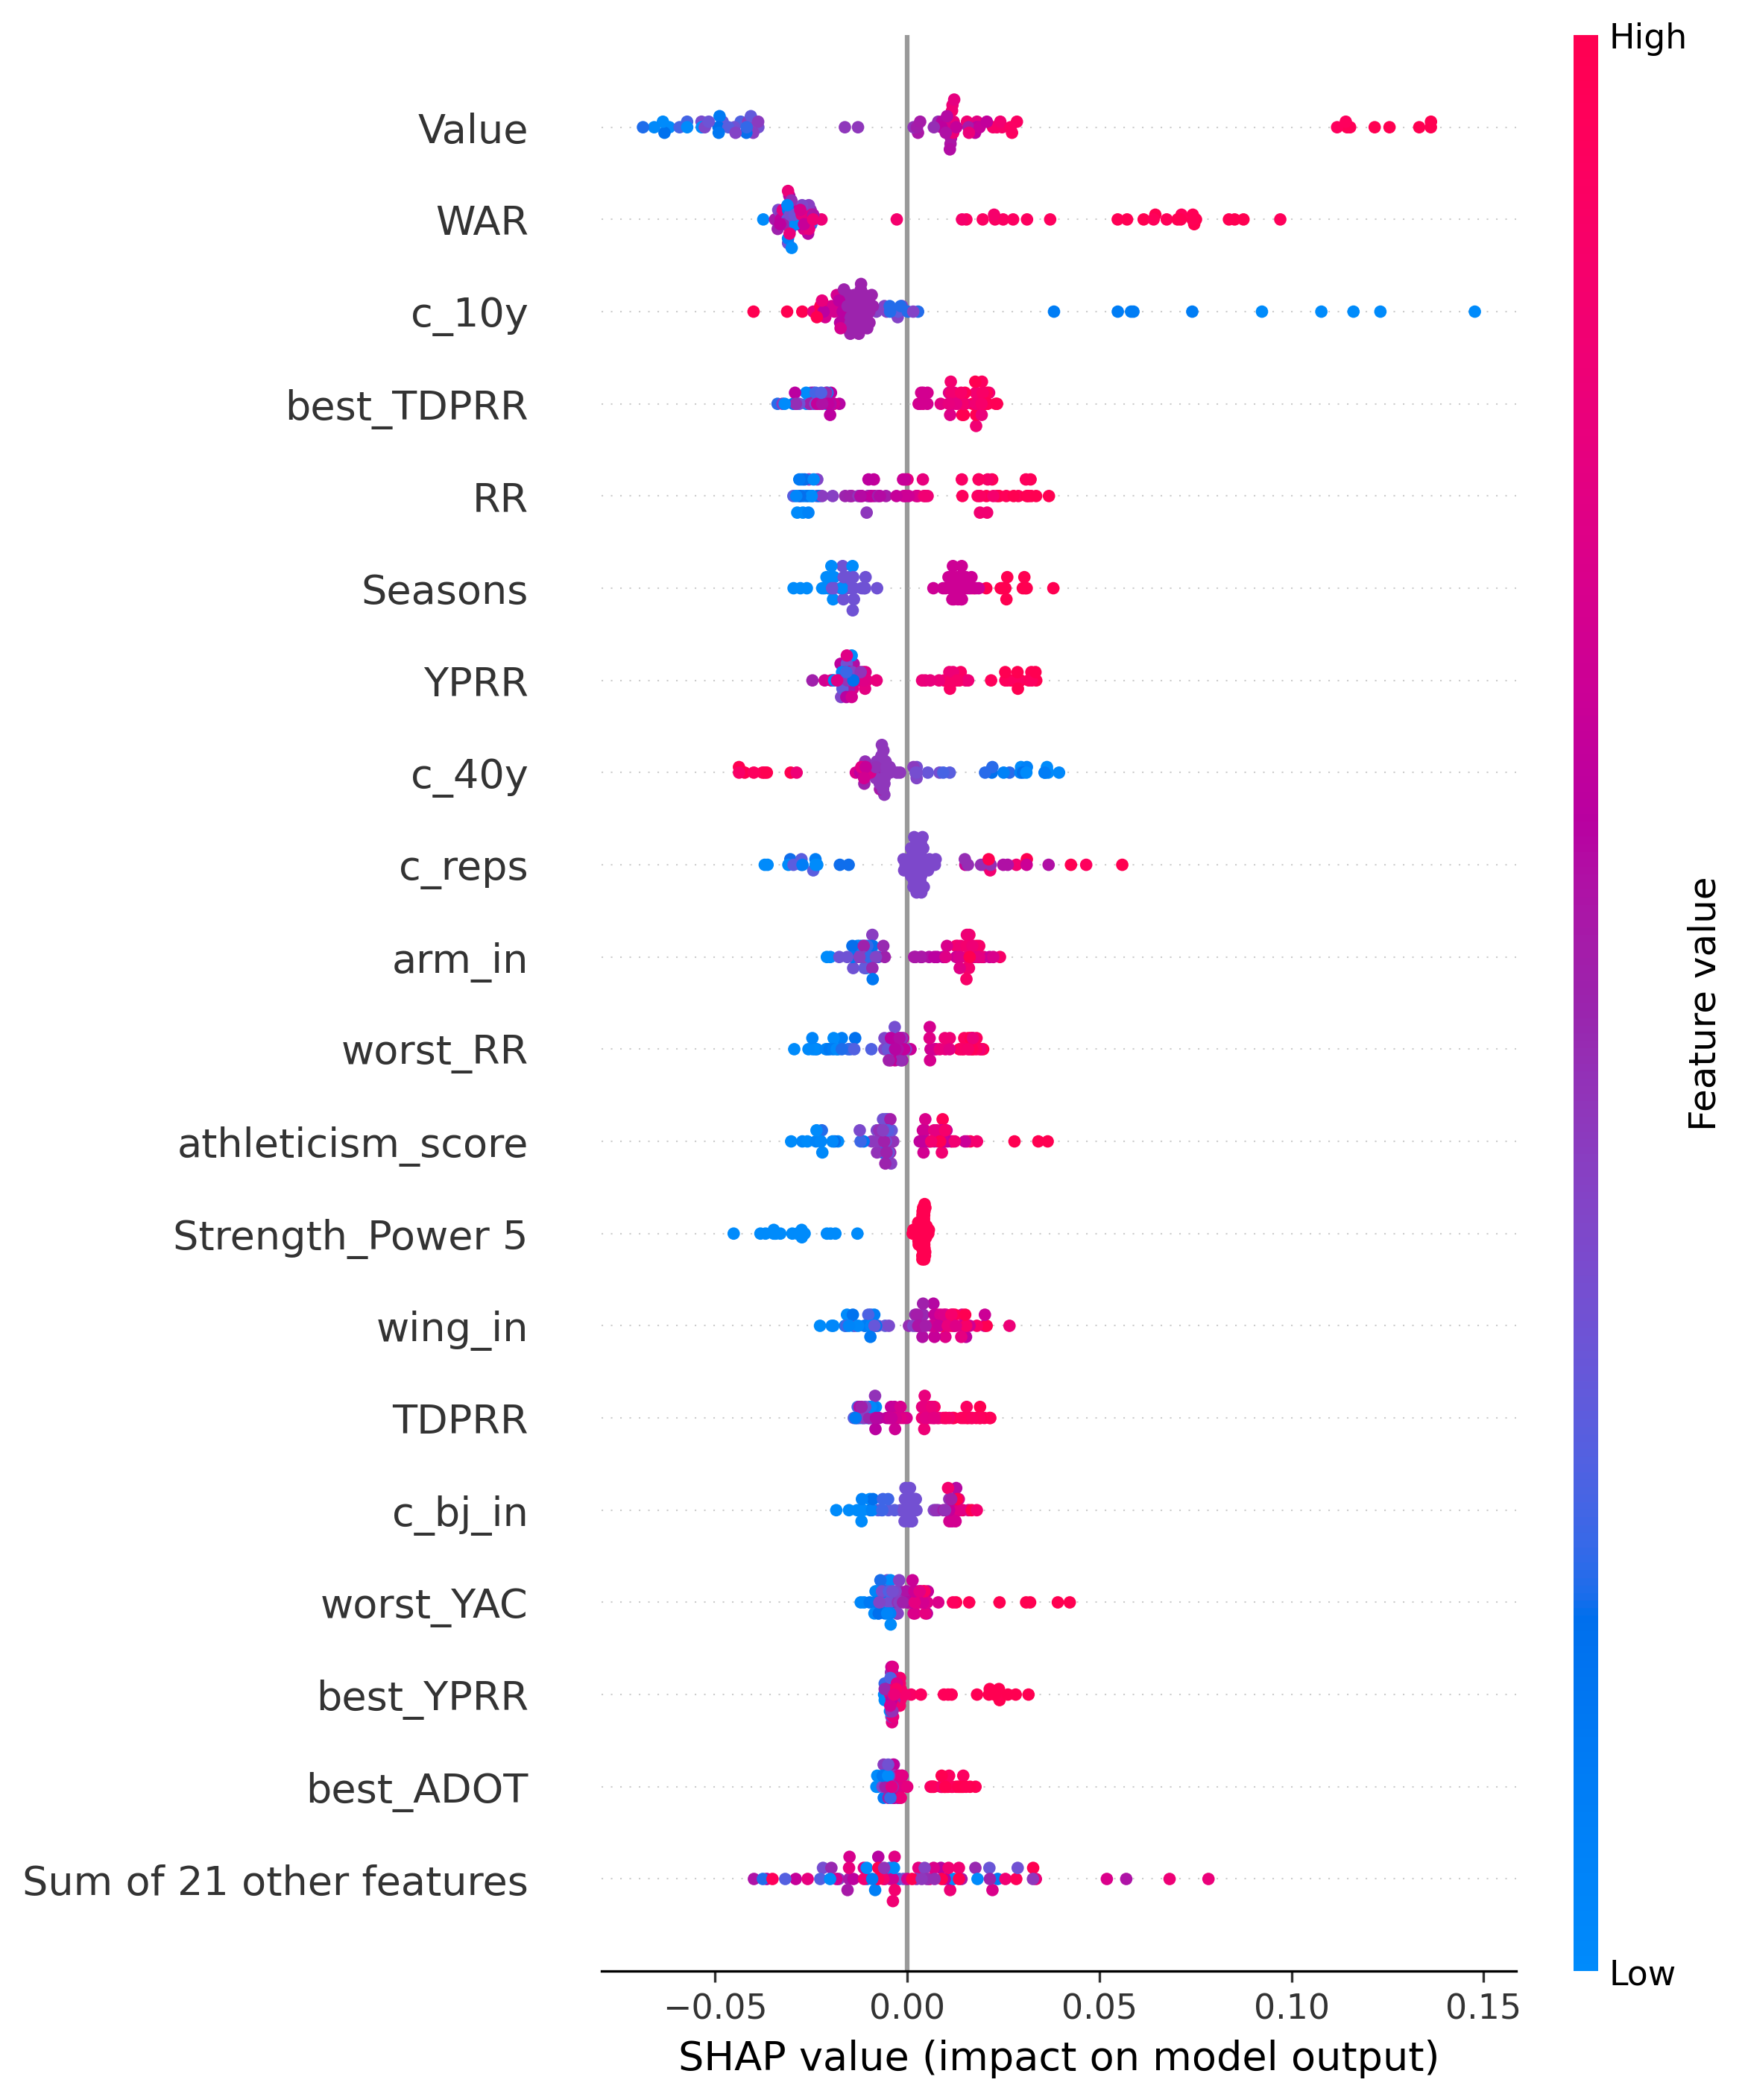 High
Value
WAR
c_10y
best_TDPRR
RR
Seasons
YPRR
c_40y
c_reps
arm_in
worst_RR
athleticism_score
Strength_Power 5
wing_in
TDPRR
c_bj_in
worst_YAC
best_YPRR
best_ADOT
Sum of 21 other features
Feature value
Low
−0.05 0.00 0.05 0.10 0.15
SHAP value (impact on model output)